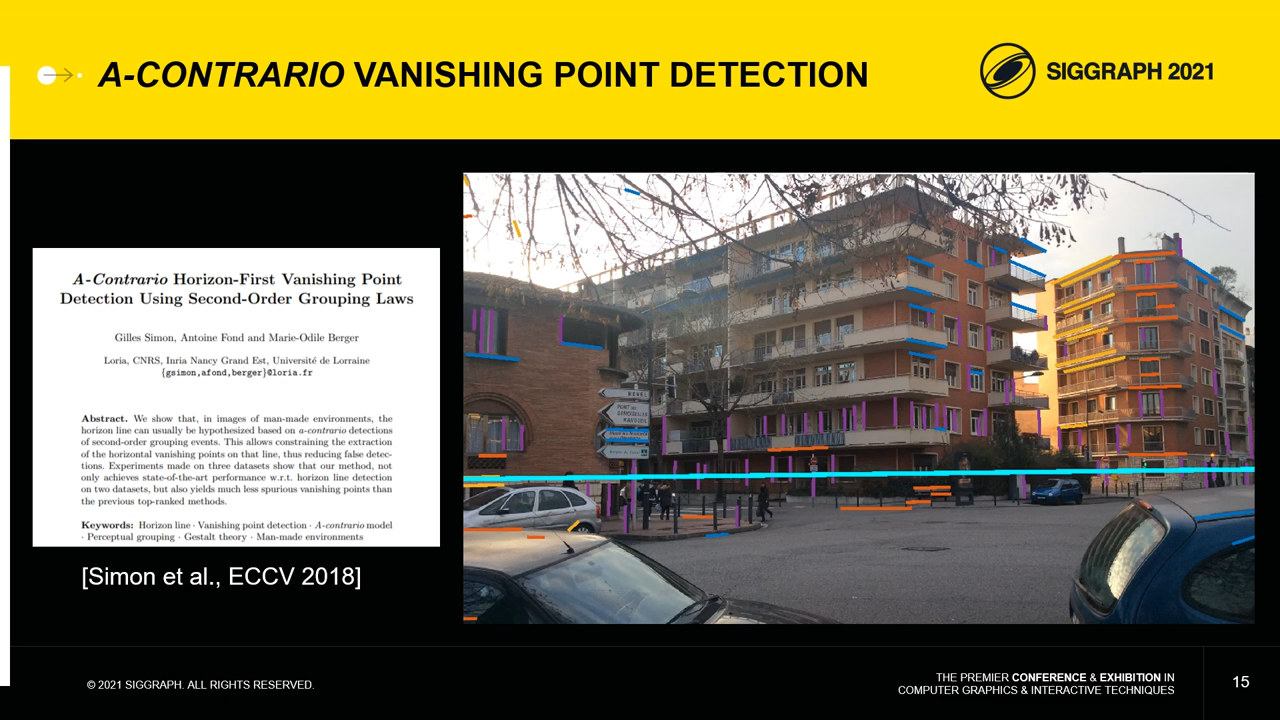 A-CONTRARIO VANISHING POINT DETECTION
SIGGRAPH 2021
A-Contrario Horizon-First Vanishing Point
Detection Using Second-Order Grouping Laws
Gilles Simon, Antoine Fond and Marie-Odile Berger
Loria, CNRS, Inria Nancy Grand Est, Université de Lorraine
{gsimon,afond,berger}@loria.fr
Abstract. We show that, in images of man-made environments, the
horizon line can usually be hypothesized based on a-contrario detections
of second-order grouping events. This allows constraining the extraction
of the horizontal vanishing points on that line, thus reducing false detec-
tions. Experiments made on three datasets show that our method, not
only achieves state-of-the-art performance w.r.t. horizon line detection
on two datasets, but also yields much less spurious vanishing points than
the previous top-ranked methods.
Keywords: Horizon line · Vanishing point detection · A-contrario model
· Perceptual grouping · Gestalt theory · Man-made environments
[Simon et al., ECCV 2018]
© 2021 SIGGRAPH. ALL RIGHTS RESERVED.
THE PREMIER CONFERENCE & EXHIBITION IN
COMPUTER GRAPHICS & INTERACTIVE TECHNIQUES
15